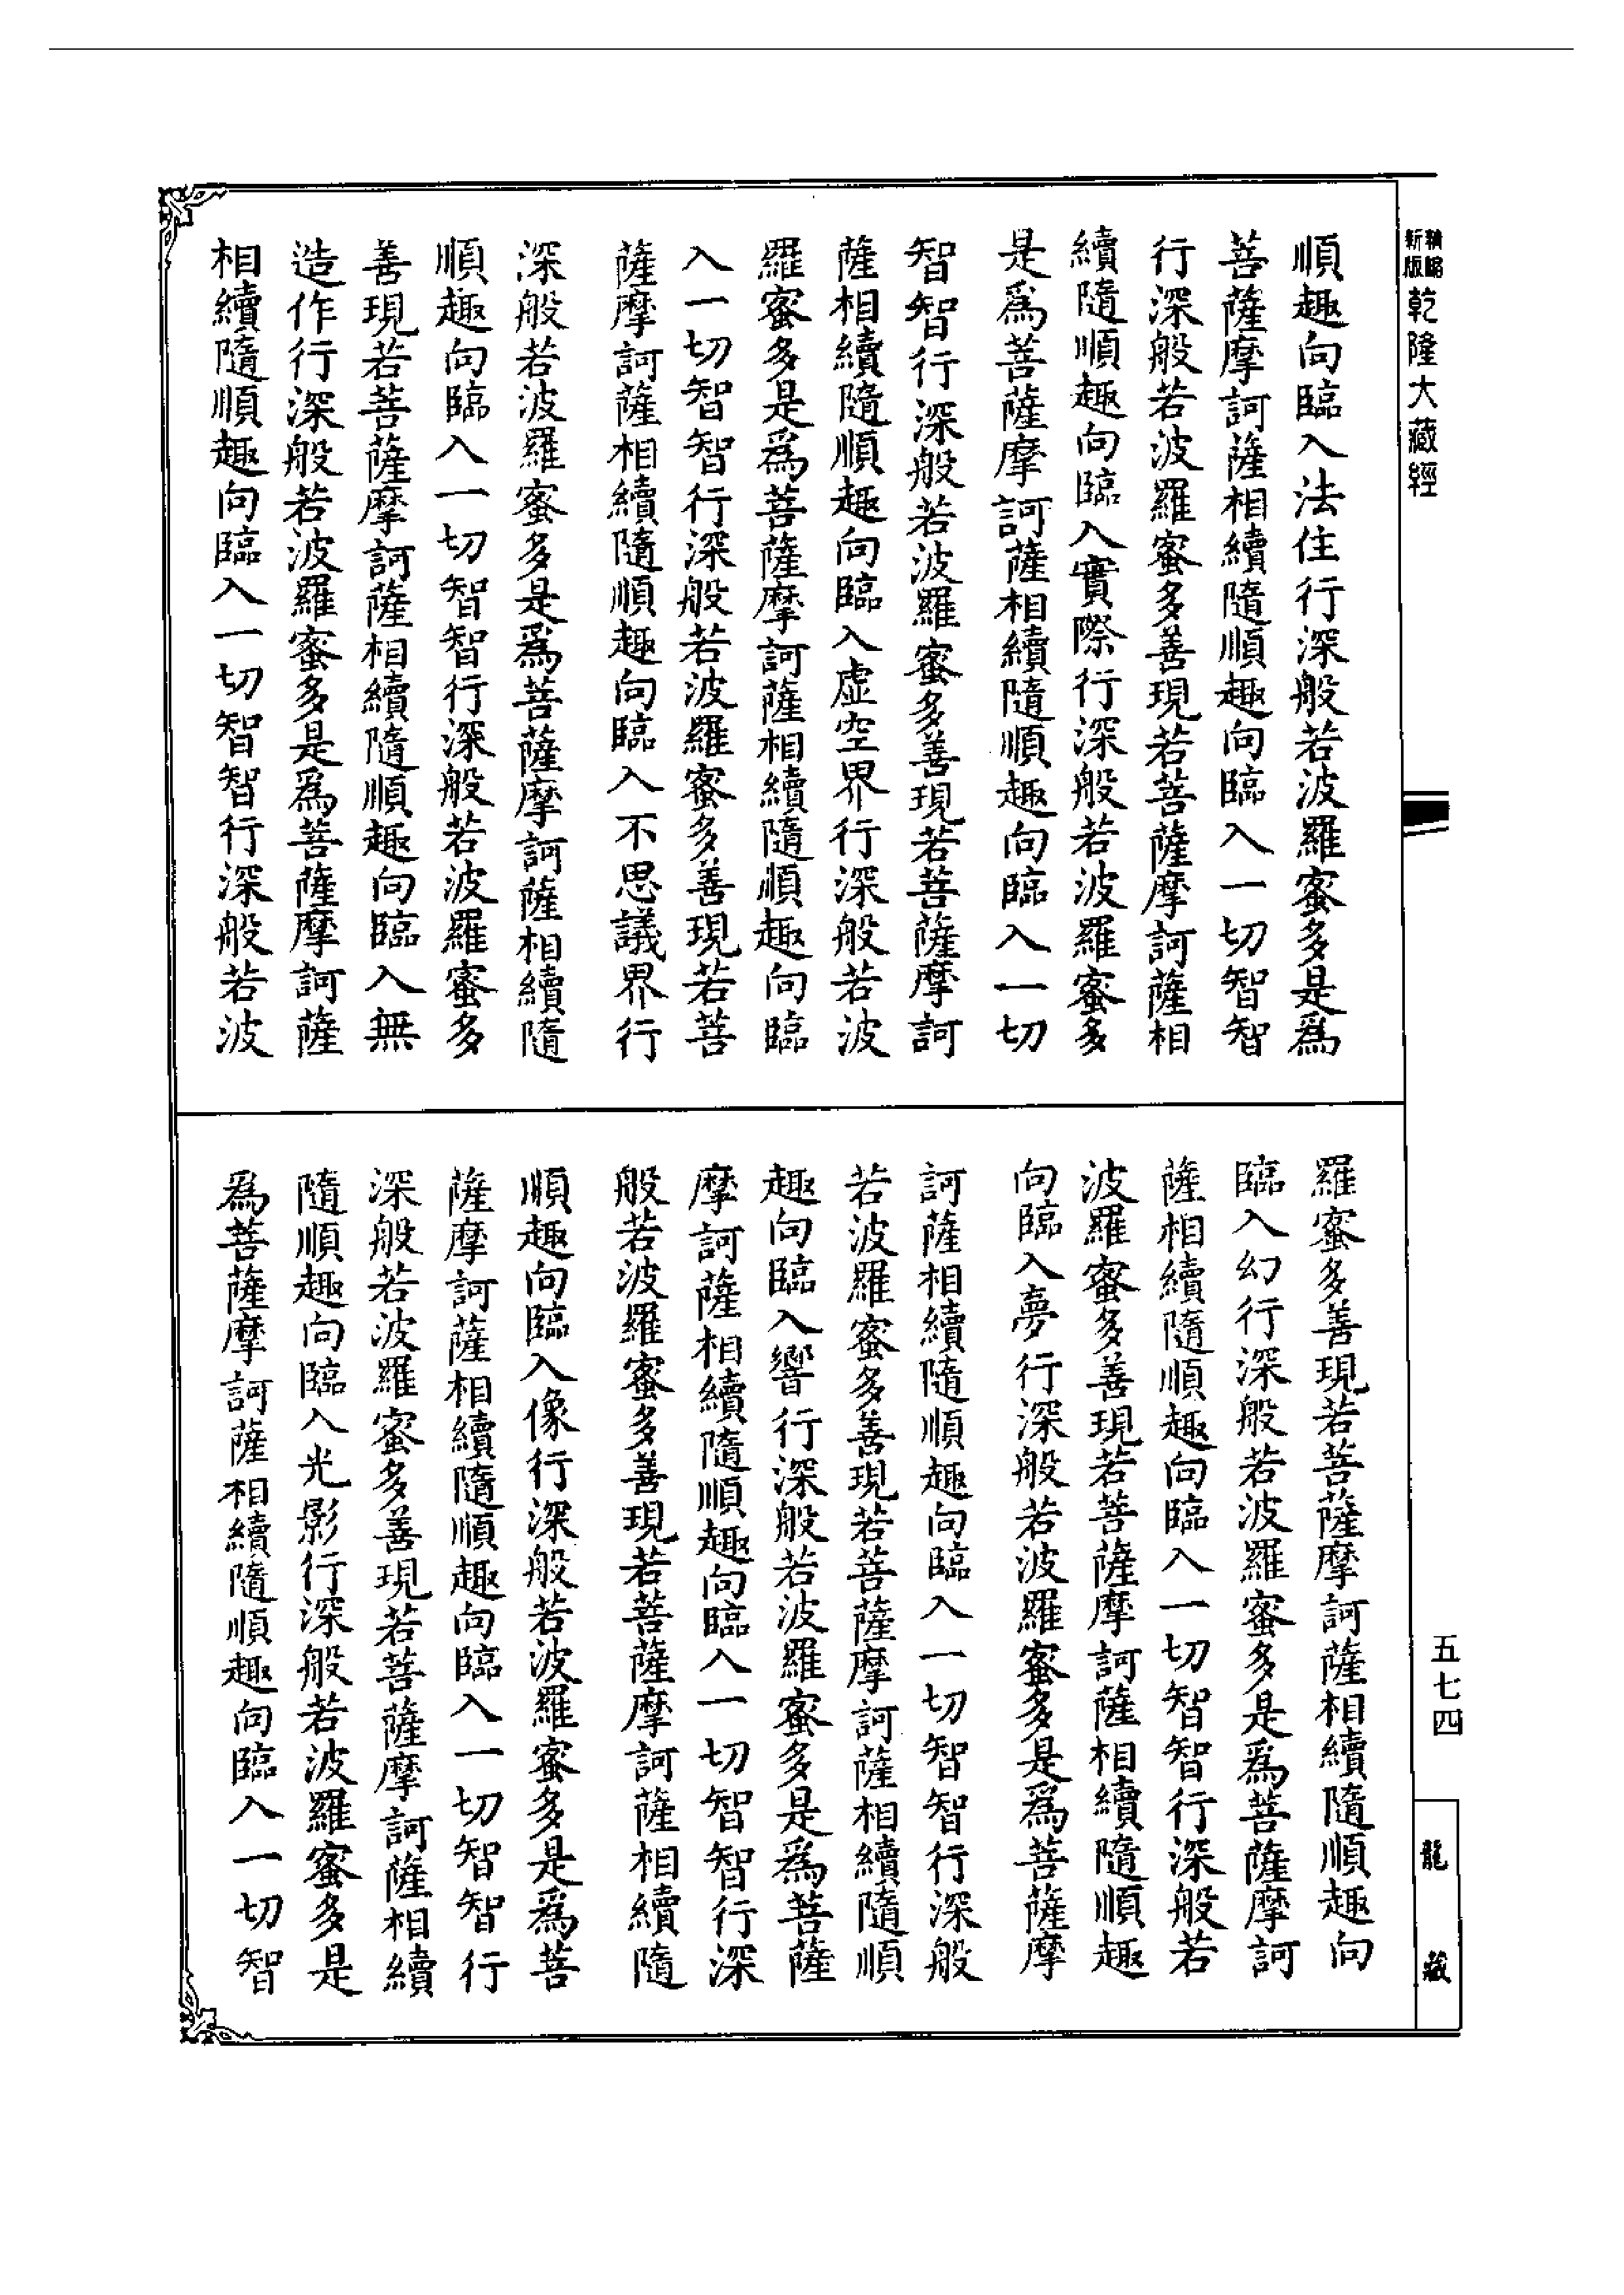 新版
精縮
乾隆大藏經
順趣向臨入法住行深般若波羅蜜多是爲
菩薩摩訶薩相續隨順趣向臨入一切智智
行深般若波羅蜜多善現若菩薩摩訶薩相
續隨順趣向臨入實際行深般若波羅蜜多
是爲菩薩摩訶薩相續隨順趣向臨入一切
智智行深般若波羅蜜多善現若菩薩摩訶
薩相續隨順趣向臨入虛空界行深般若波
羅蜜多是爲菩薩摩訶薩相續隨順趣向臨
入一切智智行深般若波羅蜜多善現若菩
薩摩訶薩相續隨順趣向臨入不思議界行
深般若波羅蜜多是爲菩薩摩訶薩相續隨
順趣向臨入一切智智行深般若波羅蜜多
善現若菩薩摩訶薩相續隨順趣向臨入無
造作行深般若波羅蜜多是爲菩薩摩訶薩
相續隨順趣向臨入一切智智行深般若波
羅蜜多善現若菩薩摩訶薩相續隨順趣向
臨入幻行深般若波羅蜜多是爲菩薩摩訶
薩相續隨順趣向臨入一切智智行深般若
波羅蜜多善現若菩薩摩訶薩相續隨順趣
向臨入夢行深般若波羅蜜多是爲菩薩摩
訶薩相續隨順趣向臨入一切智智行深般
若波羅蜜多善現若菩薩摩訶薩相續隨順
趣向臨入響行深般若波羅蜜多是爲菩薩
摩訶薩相續隨順趣向臨入一切智智行深
般若波羅蜜多善現若菩薩摩訶薩相續隨
順趣向臨入像行深般若波羅蜜多是爲菩
薩摩訶薩相續隨順趣向臨入一切智智行
深般若波羅蜜多善現若菩薩摩訶薩相續
隨順趣向臨入光影行深般若波羅蜜多是
爲菩薩摩訶薩相續隨順趣向臨入一切智
五七四
龍藏